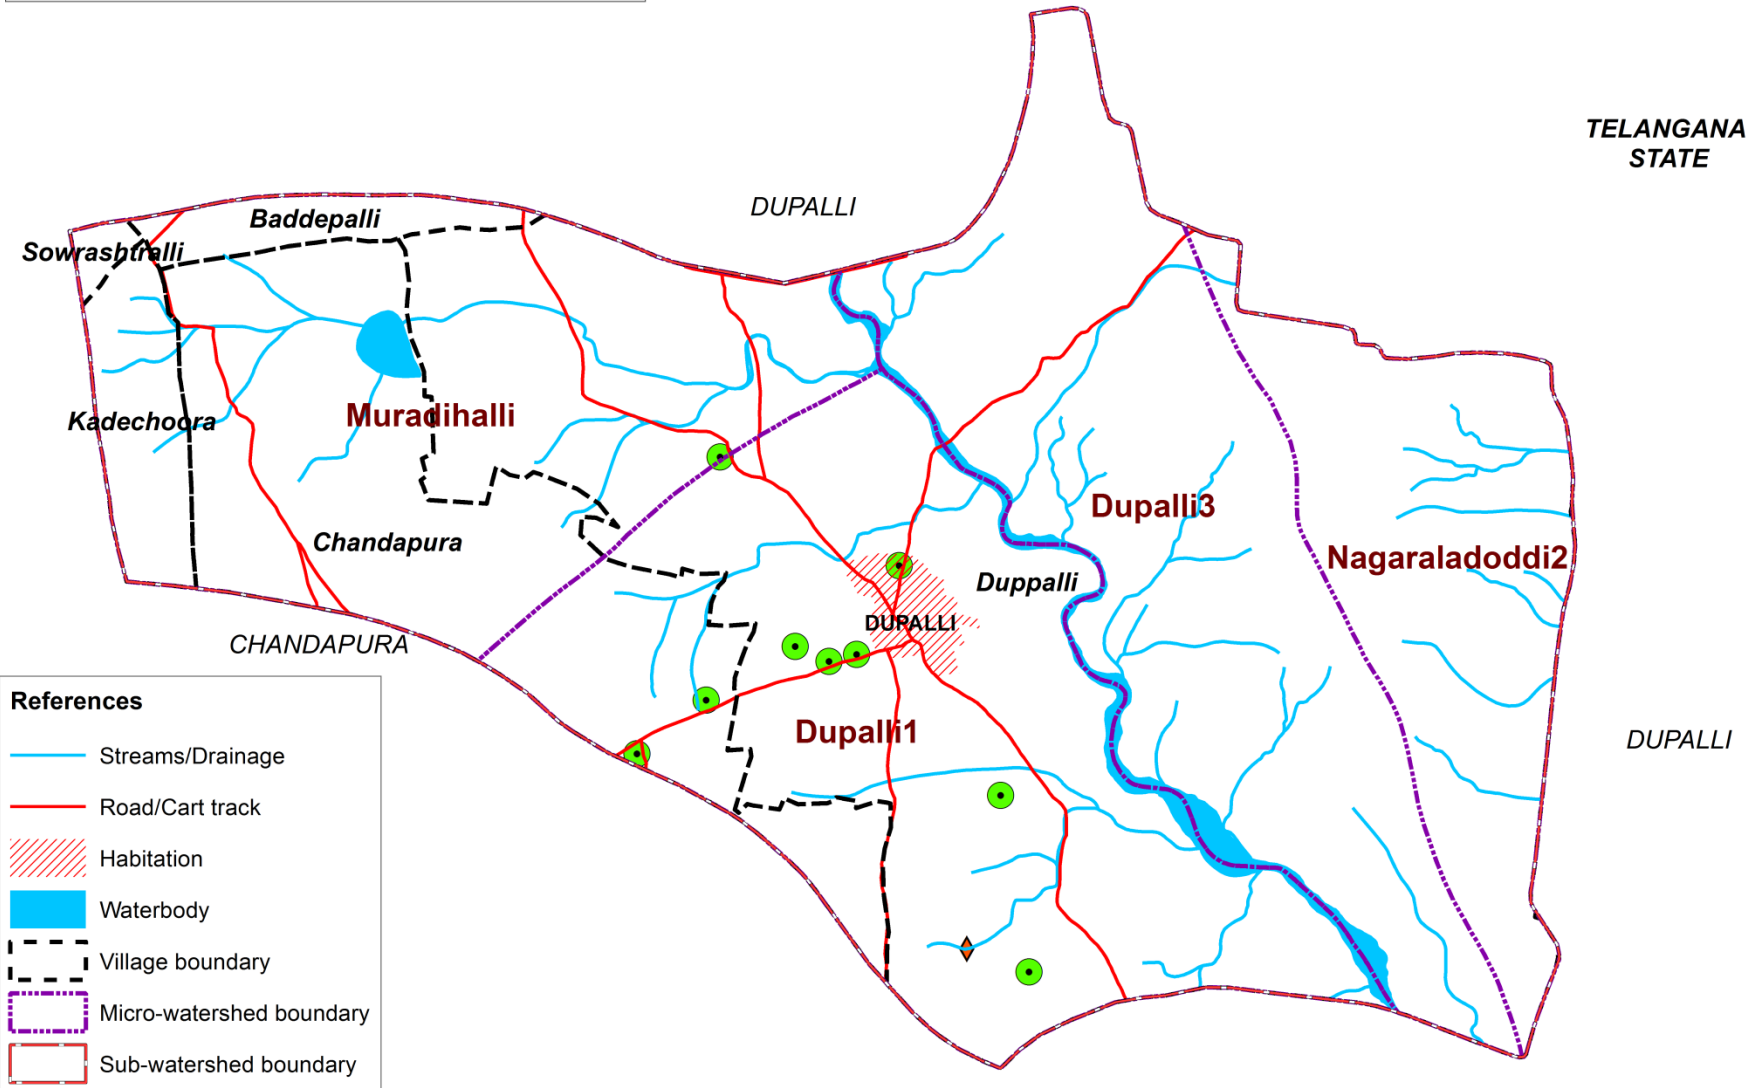 TELANGANA
STATE
DUPALLI
Baddepalli
Sowrashtralli
Muradihalli
Kadechoora
Dupalli3
Chandapura
Nagaraladoddi2
Duppalli
DUPALLI
CHANDAPURA
Dupalli1
DUPALLI
References
Streams/Drainage
Road/Cart track
Habitation
Waterbody
Village boundary
Micro-watershed boundary
Sub-watershed boundary